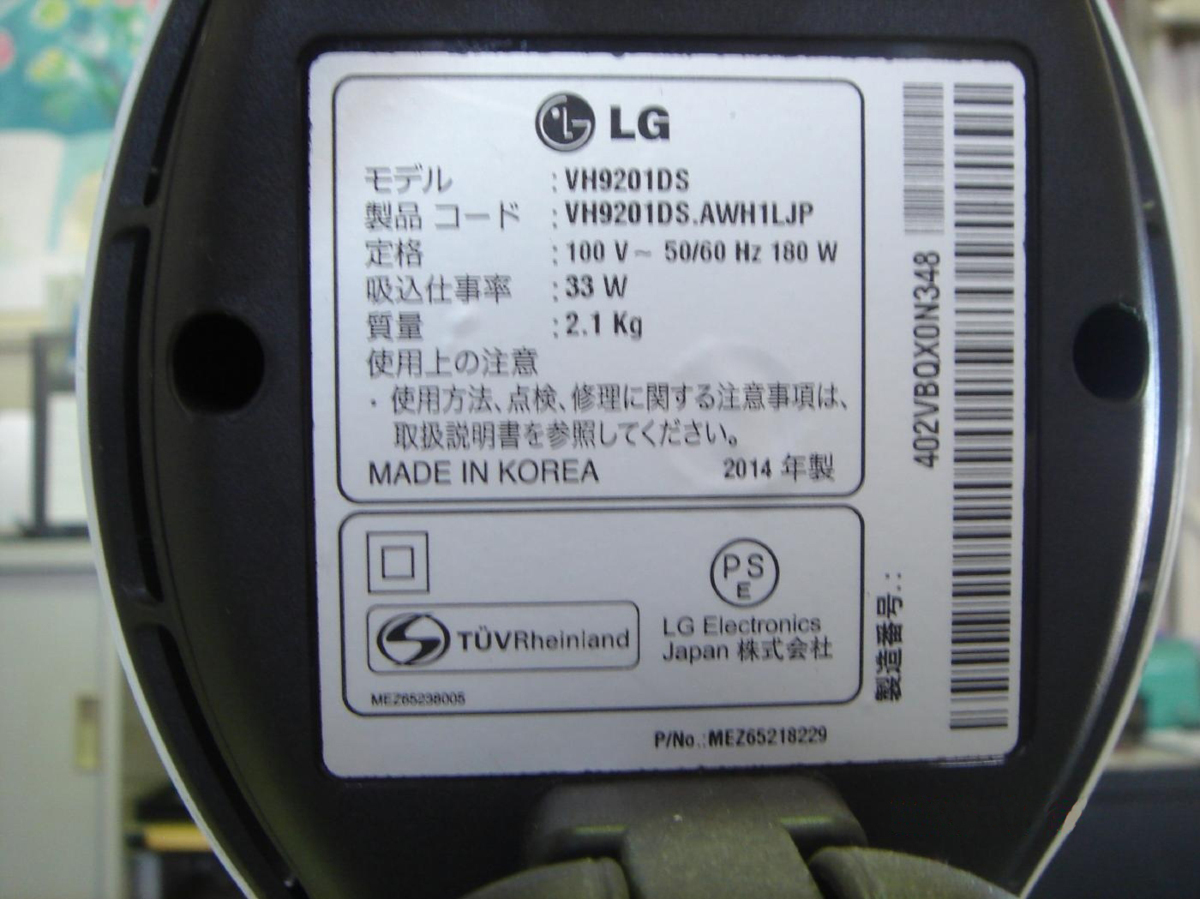 LG
モデル : VH9201DS
製品 コード : VH9201DS.AWH1LJP
定格 : 100 V~ 50/60 Hz 180 W
吸込仕事率 : 33 W
質量 : 2.1 Kg
使用上の注意
・使用方法、点検、修理に関する注意事項は、
取扱説明書を参照してください。
MADE IN KOREA 2014 年製
PSE
TÜVRheinland
LG Electronics
Japan 株式会社
MEZ65238005
P/No.:MEZ65218229
製造番号.:
402VBQX0N348